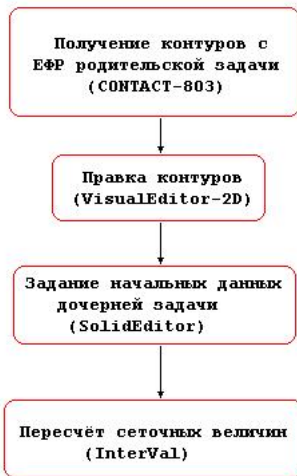 Получение контуров с
ЕФР родительской задачи
(CONTACT-803)
Правка контуров
(VisualEditor-2D)
Задание начальных данных
дочерней задачи
(SolidEditor)
Пересчёт сеточных величин
(InterVal)